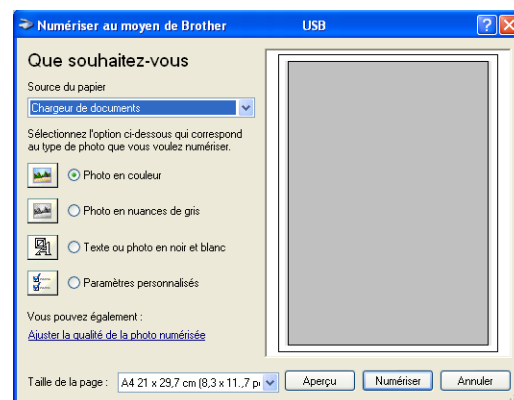 Numériser au moyen de Brother USB
Que souhaitez-vous
Source du papier
Chargeur de documents
Sélectionnez l'option ci-dessous qui correspond
au type de photo que vous voulez numériser.
Photo en couleur
Photo en nuances de gris
Texte ou photo en noir et blanc
Paramètres personnalisés
Vous pouvez également :
Ajuster la qualité de la photo numérisée
Taille de la page : A4 21 x 29,7 cm (8,3 x 11.,7 p
Aperçu Numériser Annuler